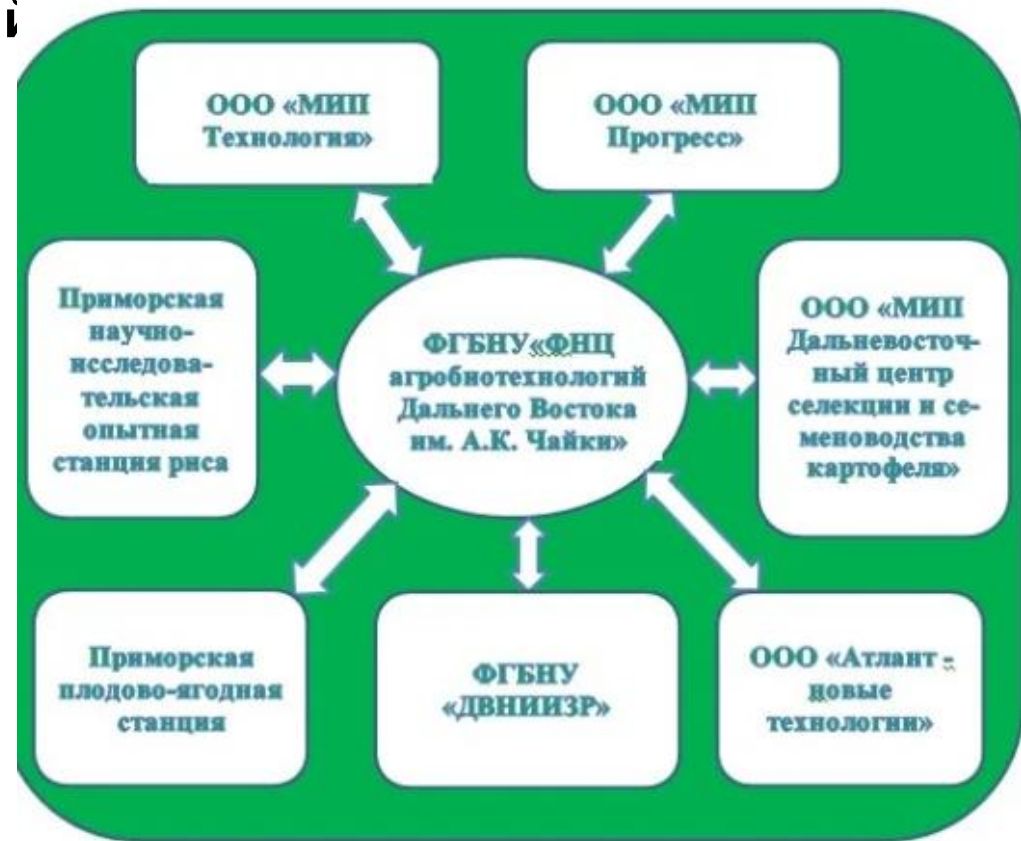 й
ООО «МИП
Технология»
ООО «МИП
Прогресс»
Приморская
научно-
исследова-
тельская
опытная
станция риса
ФГБНУ«ФНЦ
агробиотехнологий
Дальнего Востока
им. А.К. Чайки»
ООО «МИП
Дальневосточ-
ный центр
селекции и се-
меноводства
картофеля»
Приморская
плодово-ягодная
станция
ФГБНУ
«ДВНИИЗР»
ООО «Атлант -
новые
технологии»